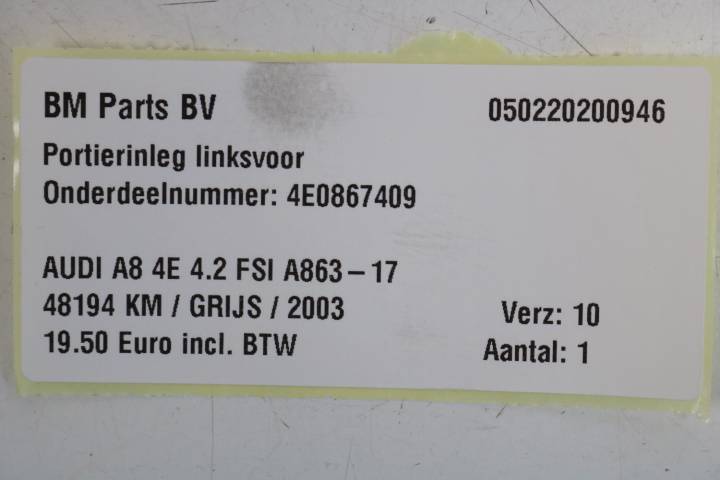 BM Parts BV 050220200946
Portierinleg linksvoor
Onderdeelnummer: 4E0867409
AUDI A8 4E 4.2 FSI A863-17
48194 KM / GRIJS / 2003 Verz: 10
19.50 Euro incl. BTW Aantal: 1